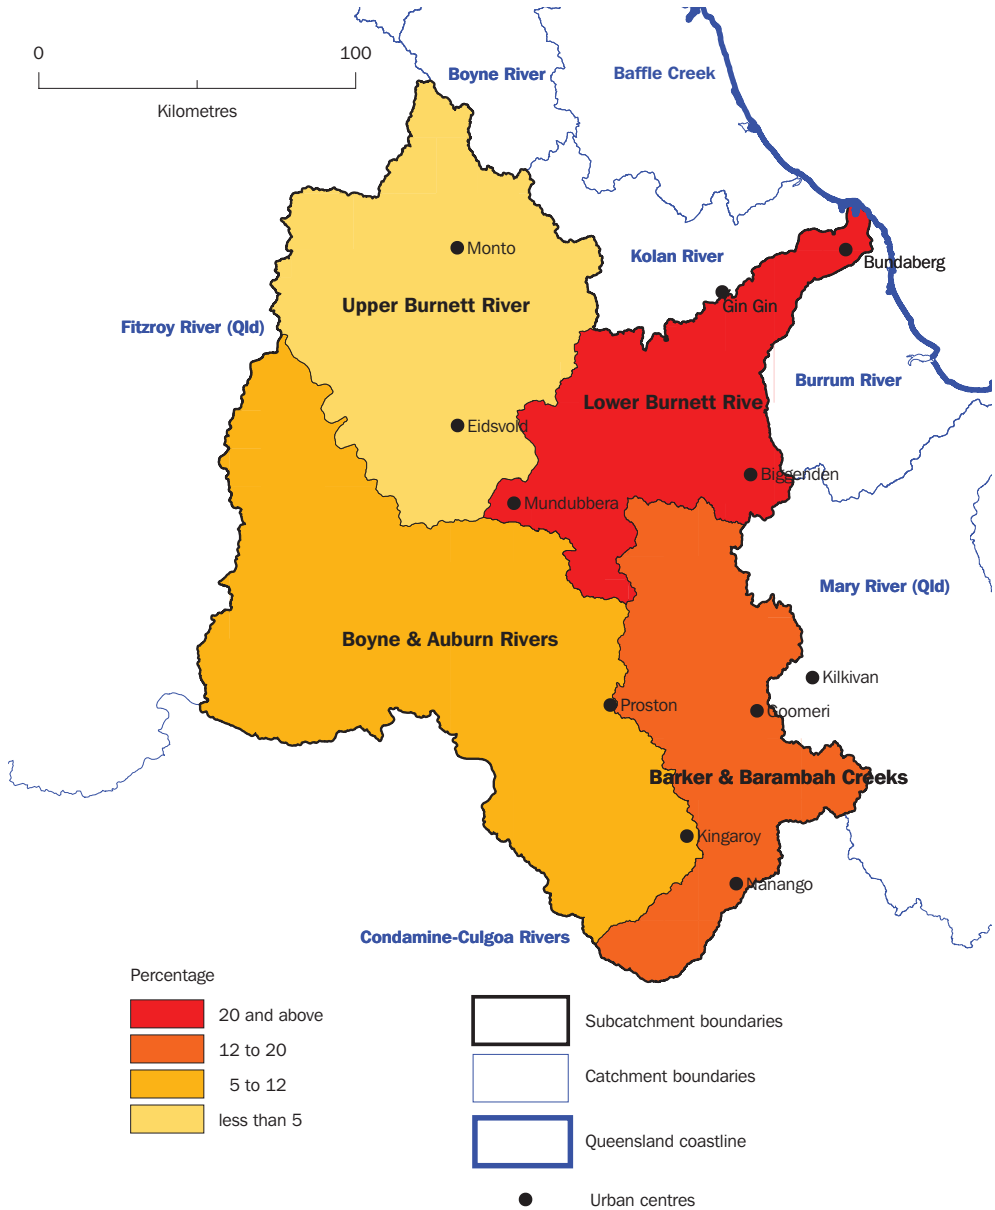 0
100
Kilometres
Boyne River
Baffle Creek
Monto
Kolan River
Bundaberg
Upper Burnett River
Gin Gin
Fitzroy River (Qld)
Burrum River
Lower Burnett Rive
Eidsvold
Biggenden
Mundubbera
Mary River (Qld)
Boyne & Auburn Rivers
Kilkivan
Proston
Goomeri
Barker & Barambah Creeks
Kingaroy
Nanango
Condamine-Culgoa Rivers
Percentage
20 and above
12 to 20
5 to 12
less than 5
Subcatchment boundaries
Catchment boundaries
Queensland coastline
Urban centres